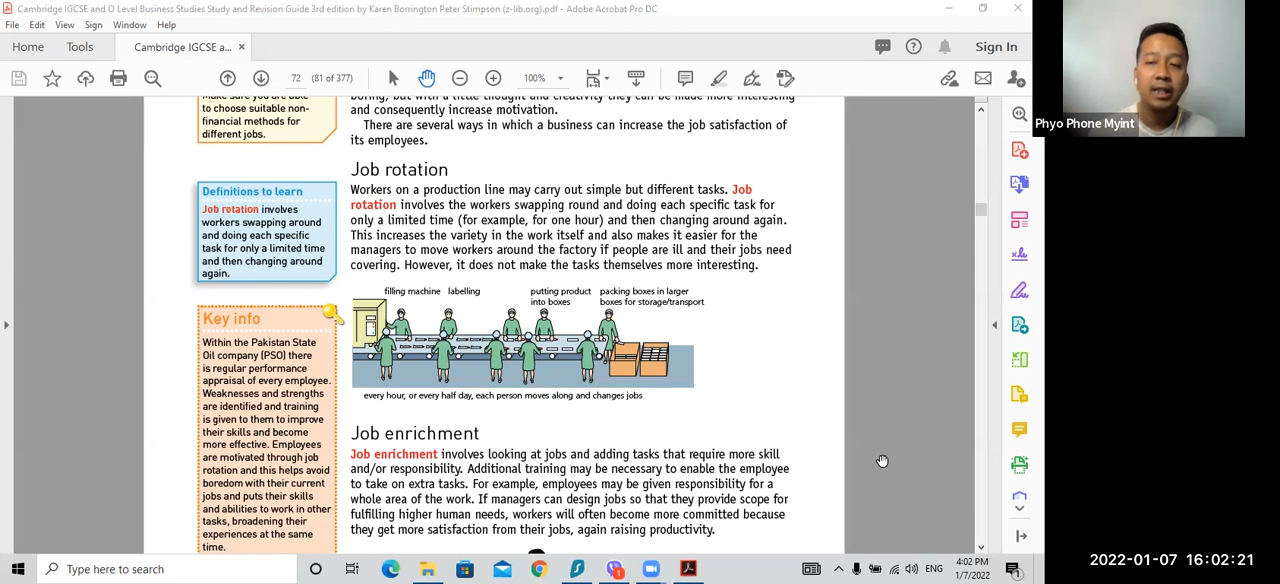 Cambridge IGCSE and O Level Business Studies Study and Revision Guide 3rd edition by Karen Borrington Peter Stimpson (z-lib.org).pdf - Adobe Acrobat Pro DC
File Edit View Sign Window Help
Home Tools Cambridge IGCSE a... × Sign In
72 (81 of 377) 100%
Phyo Phone Myint
Make sure you are able
to choose suitable non-
financial methods for
different jobs.
boring, but with a little thought and creativity they can be made more interesting
and consequently increase motivation.
There are several ways in which a business can increase the job satisfaction of
its employees.
Job rotation
Workers on a production line may carry out simple but different tasks. Job
rotation involves the workers swapping round and doing each specific task for
only a limited time (for example, for one hour) and then changing around again.
This increases the variety in the work itself and also makes it easier for the
managers to move workers around the factory if people are ill and their jobs need
covering. However, it does not make the tasks themselves more interesting.
Definitions to learn
Job rotation involves
workers swapping around
and doing each specific
task for only a limited time
and then changing around
again.
filling machine labelling putting product packing boxes in larger
into boxes boxes for storage/transport
every hour, or every half day, each person moves along and changes jobs
Key info
Within the Pakistan State
Oil company (PSO) there
is regular performance
appraisal of every employee.
Weaknesses and strengths
are identified and training
is given to them to improve
their skills and become
more effective. Employees
are motivated through job
rotation and this helps avoid
boredom with their current
jobs and puts their skills
and abilities to work in other
tasks, broadening their
experiences at the same
time.
Job enrichment
Job enrichment involves looking at jobs and adding tasks that require more skill
and/or responsibility. Additional training may be necessary to enable the employee
to take on extra tasks. For example, employees may be given responsibility for a
whole area of the work. If managers can design jobs so that they provide scope for
fulfilling higher human needs, workers will often become more committed because
they get more satisfaction from their jobs, again raising productivity.
Type here to search
ENG
4:02 PM
1/7/2022
2022-01-07 16:02:21